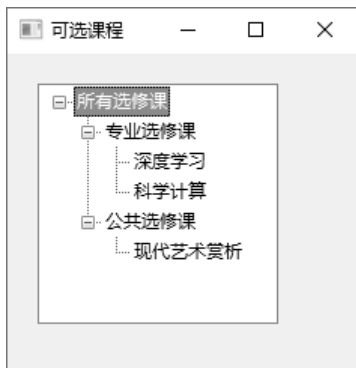 可选课程
所有选修课
专业选修课
深度学习
科学计算
公共选修课
现代艺术赏析